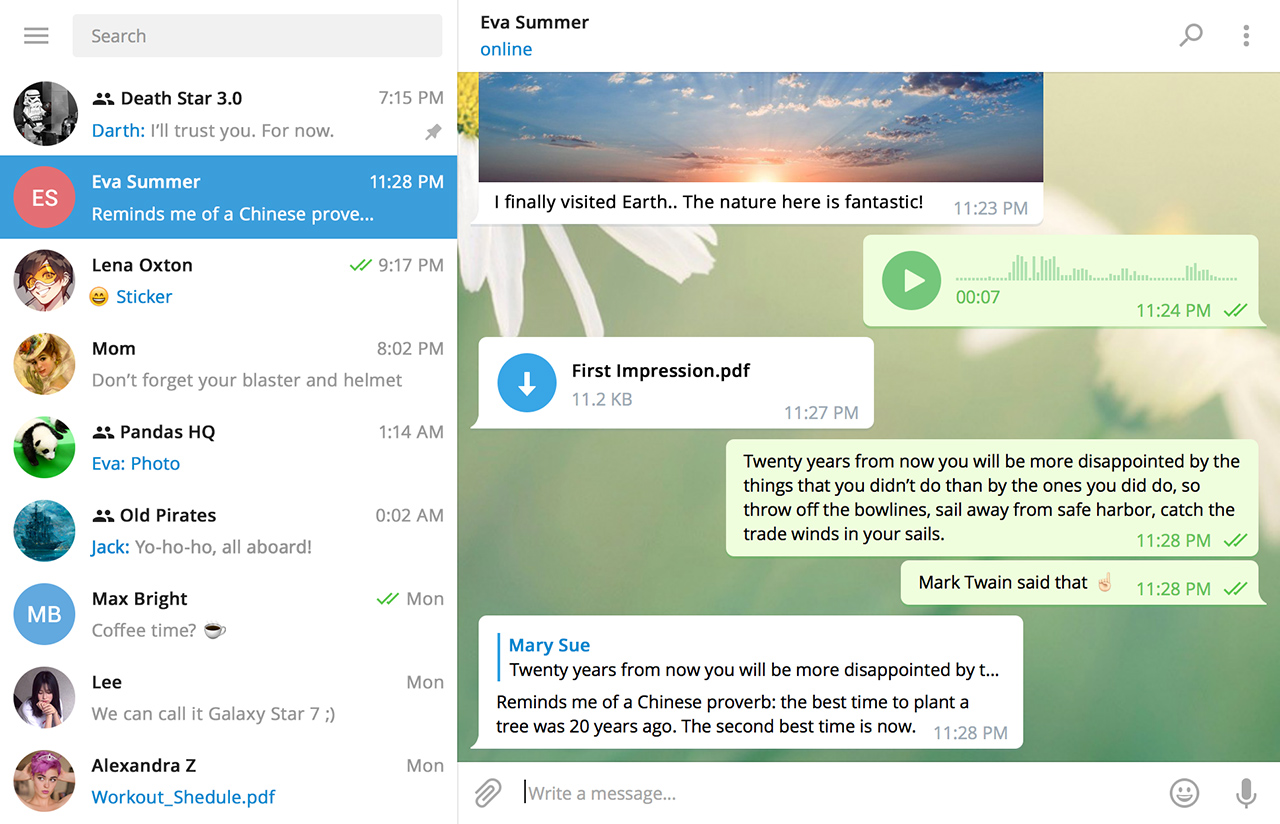 Search
Death Star 3.0
7:15 PM
Darth: I’ll trust you. For now.
ES
Eva Summer
11:28 PM
Reminds me of a Chinese prove...
Lena Oxton
9:17 PM
😄 Sticker
Mom
8:02 PM
Don’t forget your blaster and helmet
Pandas HQ
1:14 AM
Eva: Photo
Old Pirates
0:02 AM
Jack: Yo-ho-ho, all aboard!
MB
Max Bright
Mon
Coffee time? ☕
Lee
Mon
We can call it Galaxy Star 7 ;)
Alexandra Z
Mon
Workout_Shedule.pdf
Eva Summer
online
I finally visited Earth.. The nature here is fantastic!
11:23 PM
00:07
11:24 PM
First Impression.pdf
11.2 KB
11:27 PM
Twenty years from now you will be more disappointed by the
things that you didn’t do than by the ones you did do, so
throw off the bowlines, sail away from safe harbor, catch the
trade winds in your sails.
11:28 PM
Mark Twain said that ☝🏻
11:28 PM
Mary Sue
Twenty years from now you will be more disappointed by t...
Reminds me of a Chinese proverb: the best time to plant a
tree was 20 years ago. The second best time is now.
11:28 PM
Write a message...